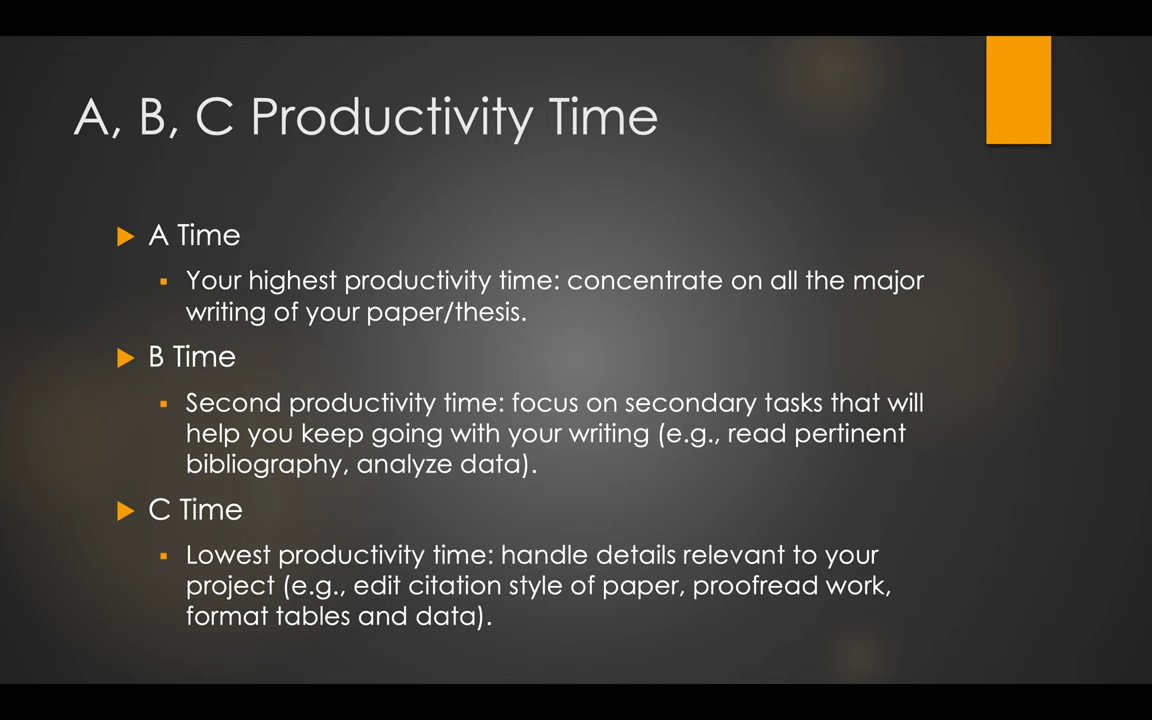 A, B, C Productivity Time
A Time
Your highest productivity time: concentrate on all the major
writing of your paper/thesis.
B Time
Second productivity time: focus on secondary tasks that will
help you keep going with your writing (e.g., read pertinent
bibliography, analyze data).
C Time
Lowest productivity time: handle details relevant to your
project (e.g., edit citation style of paper, proofread work,
format tables and data).